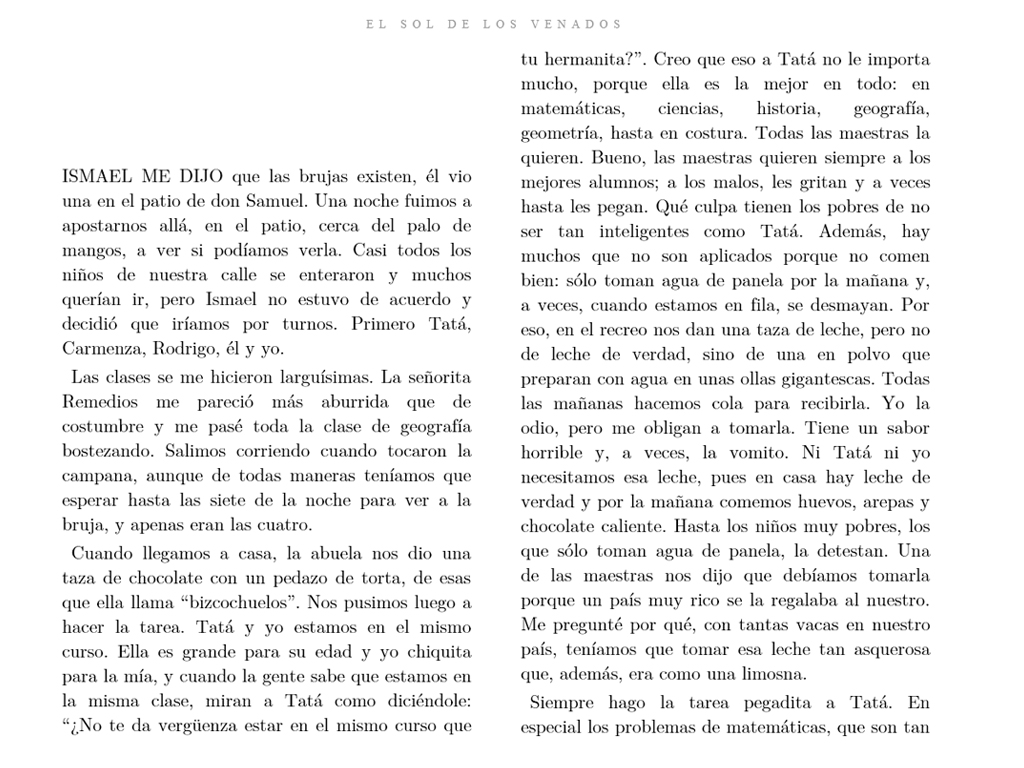 EL SOL DE LOS VENADOS
ISMAEL ME DIJO que las brujas existen, él vio
una en el patio de don Samuel. Una noche fuimos a
apostarnos allá, en el patio, cerca del palo de
mangos, a ver si podíamos verla. Casi todos los
niños de nuestra calle se enteraron y muchos
querían ir, pero Ismael no estuvo de acuerdo y
decidió que iríamos por turnos. Primero Tatá,
Carmenza, Rodrigo, él y yo.
Las clases se me hicieron larguísimas. La señorita
Remedios me pareció más aburrida que de
costumbre y me pasé toda la clase de geografía
bostezando. Salimos corriendo cuando tocaron la
campana, aunque de todas maneras teníamos que
esperar hasta las siete de la noche para ver a la
bruja, y apenas eran las cuatro.
Cuando llegamos a casa, la abuela nos dio una
taza de chocolate con un pedazo de torta, de esas
que ella llama “bizcochuelos”. Nos pusimos luego a
hacer la tarea. Tatá y yo estamos en el mismo
curso. Ella es grande para su edad y yo chiquita
para la mía, y cuando la gente sabe que estamos en
la misma clase, miran a Tatá como diciéndole:
“¿No te da vergüenza estar en el mismo curso que
tu hermanita?”. Creo que eso a Tatá no le importa
mucho, porque ella es la mejor en todo: en
matemáticas, ciencias, historia, geografía,
geometría, hasta en costura. Todas las maestras la
quieren. Bueno, las maestras quieren siempre a los
mejores alumnos; a los malos, les gritan y a veces
hasta les pegan. Qué culpa tienen los pobres de no
ser tan inteligentes como Tatá. Además, hay
muchos que no son aplicados porque no comen
bien: sólo toman agua de panela por la mañana y,
a veces, cuando estamos en fila, se desmayan. Por
eso, en el recreo nos dan una taza de leche, pero no
de leche de verdad, sino de una en polvo que
preparan con agua en unas ollas gigantescas. Todas
las mañanas hacemos cola para recibirla. Yo la
odio, pero me obligan a tomarla. Tiene un sabor
horrible y, a veces, la vomito. Ni Tatá ni yo
necesitamos esa leche, pues en casa hay leche de
verdad y por la mañana comemos huevos, arepas y
chocolate caliente. Hasta los niños muy pobres, los
que sólo toman agua de panela, la detestan. Una
de las maestras nos dijo que debíamos tomarla
porque un país muy rico se la regalaba al nuestro.
Me pregunté por qué, con tantas vacas en nuestro
país, teníamos que tomar esa leche tan asquerosa
que, además, era como una limosna.
Siempre hago la tarea pegadita a Tatá. En
especial los problemas de matemáticas, que son tan